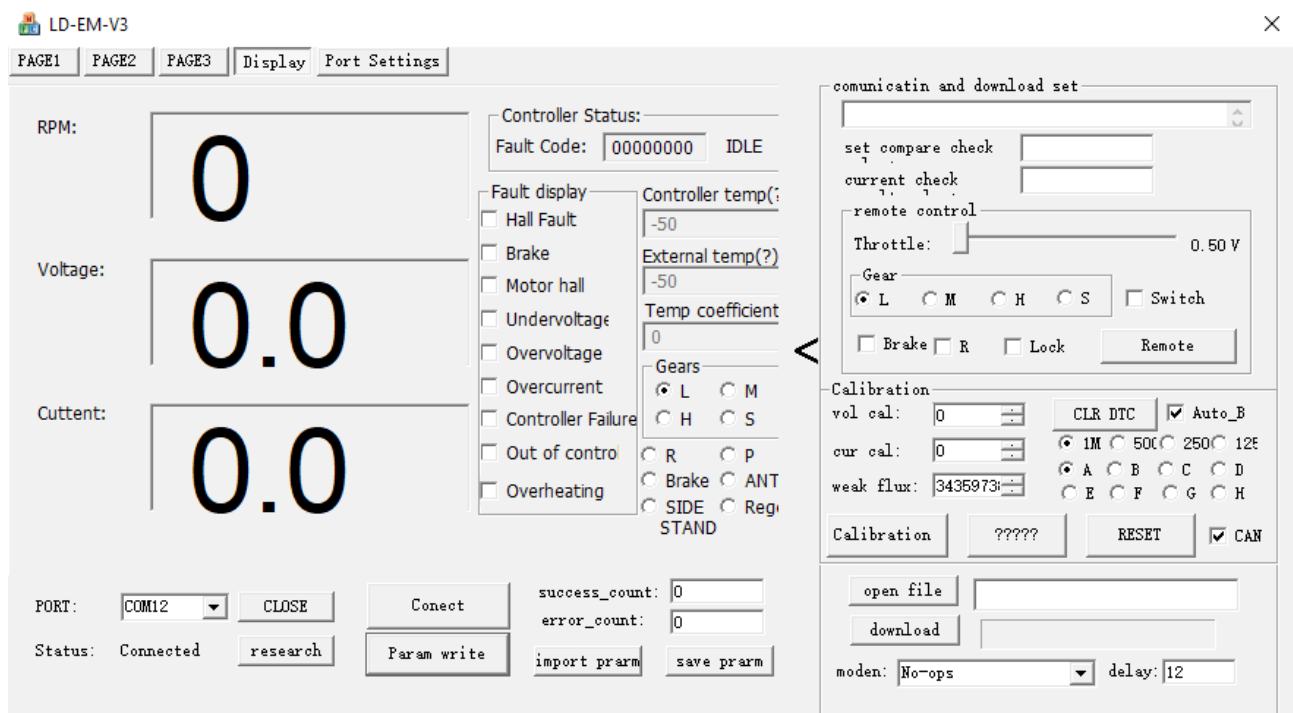 LD-EM-V3
PAGE1 PAGE2 PAGE3 Display Port Settings
RPM:
0
Voltage:
0.0
Cuttent:
0.0
Controller Status:
Fault Code: 00000000 IDLE
Fault display
Hall Fault
Brake
Motor hall
Undervoltage
Overvoltage
Overcurrent
Controller Failure
Out of control
Overheating
Controller temp(?
-50
External temp(?)
-50
Temp coefficient
0
Gears
L M
H S
R P
Brake ANT
SIDE STAND
Rege
<
comunicatin and download set
set compare check
current check
remote control
Throttle: 0.50 V
Gear
L M H S Switch
Brake R Lock Remote
Calibration
vol cal: 0 CLR DTC Auto_B
cur cal: 0 1M 500 250 125
weak flux: 3435973 A B C D
E F G H
Calibration ????? RESET CAN
PORT: COM12 CLOSE Conect
Status: Connected research Param write
success_count: 0
error_count: 0
import prarm save prarm
open file
download
moden: No-ops delay: 12